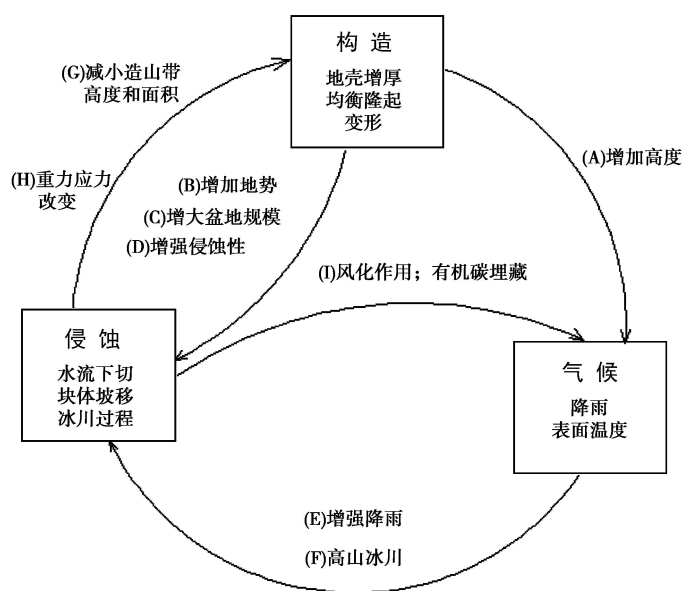 构造
地壳增厚
均衡隆起
变形
(G)减小造山带
高度和面积
(A)增加高度
(H)重力应力
改变
(B)增加地势
(C)增大盆地规模
(D)增强侵蚀性
(I)风化作用；有机碳埋藏
侵蚀
水流下切
块体坡移
冰川过程
气候
降雨
表面温度
(E)增强降雨
(F)高山冰川